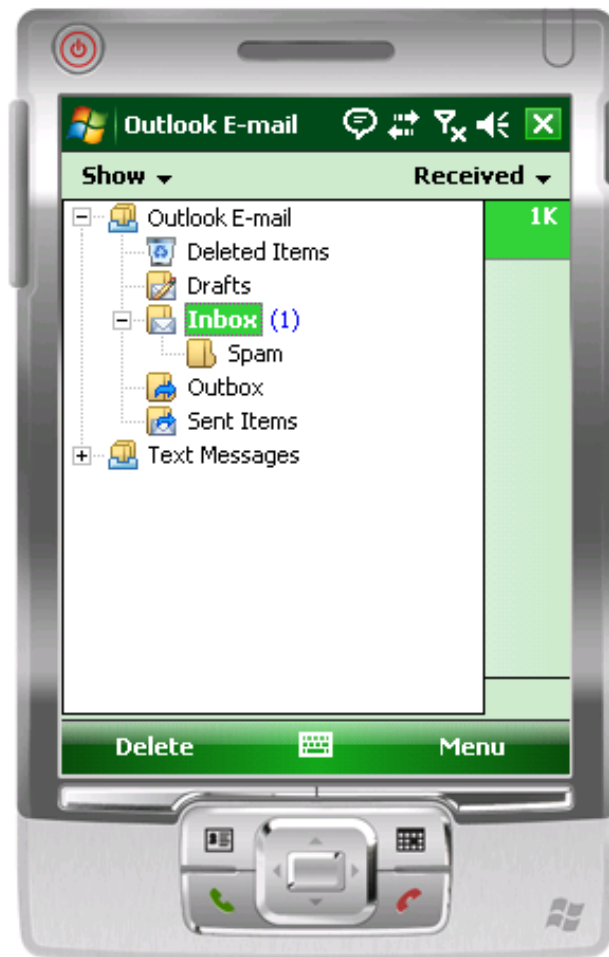 Outlook E-mail
Show Received
Outlook E-mail 1K
Deleted Items
Drafts
Inbox (1)
Spam
Outbox
Sent Items
Text Messages
Delete Menu